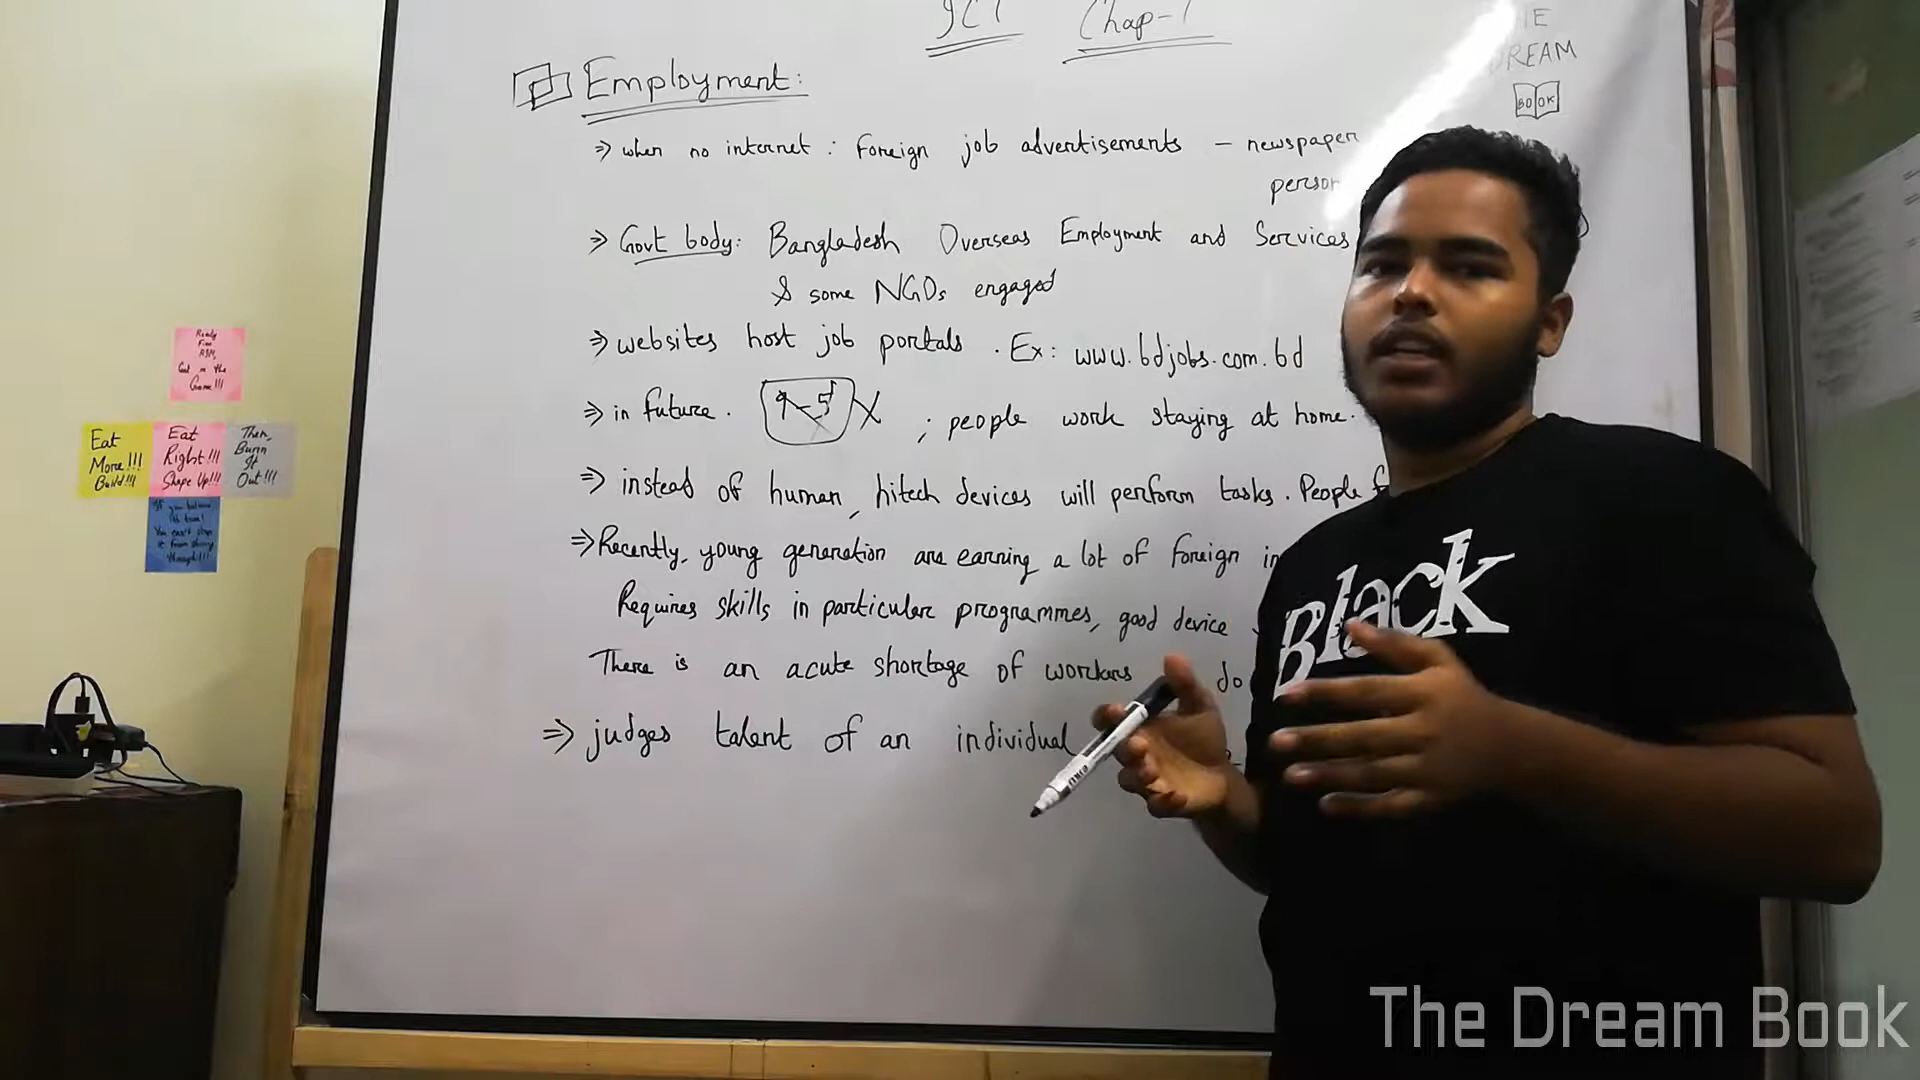 ICT Chap-1
THE
DREAM
BOOK
Employment:
⇒ when no internet : Foreign job advertisements – newspaper
person
⇒ Govt body: Bangladesh Overseas Employment and Services
& some NGOs engaged
⇒ websites host job portals . Ex: www.bdjobs.com.bd
⇒ in future . 9-5 X ; people work staying at home.
⇒ instead of human, hitech devices will perform tasks. People
⇒ Recently, young generation are earning a lot of foreign
Requires skills in particular programmes, good device
There is an acute shortage of workers do
⇒ judges talent of an individual
Eat
More!!!
Build!!!
Eat
Right!!!
Shape Up!!!
Then,
Burn
It
Out!!!
Black
The Dream Book